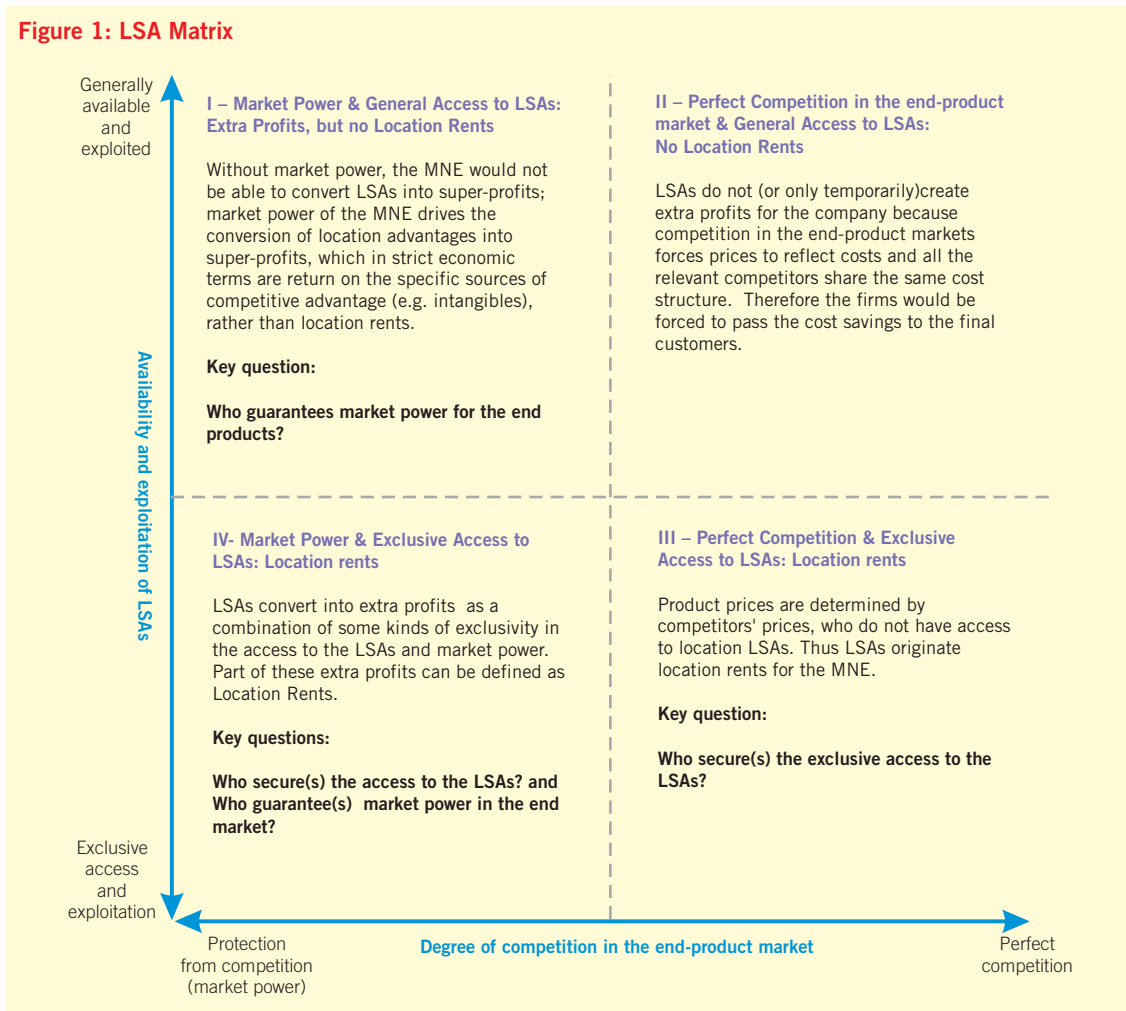 Figure 1: LSA Matrix
Generally
available
and
exploited
I – Market Power & General Access to LSAs:
Extra Profits, but no Location Rents
Without market power, the MNE would not
be able to convert LSAs into super-profits;
market power of the MNE drives the
conversion of location advantages into
super-profits, which in strict economic
terms are return on the specific sources of
competitive advantage (e.g. intangibles),
rather than location rents.
Key question:
Who guarantees market power for the end
products?
II – Perfect Competition in the end-product
market & General Access to LSAs:
No Location Rents
LSAs do not (or only temporarily)create
extra profits for the company because
competition in the end-product markets
forces prices to reflect costs and all the
relevant competitors share the same cost
structure.  Therefore the firms would be
forced to pass the cost savings to the final
customers.
Availability and exploitation of LSAs
IV- Market Power & Exclusive Access to
LSAs: Location rents
LSAs convert into extra profits  as a
combination of some kinds of exclusivity in
the access to the LSAs and market power.
Part of these extra profits can be defined as
Location Rents.
Key questions:
Who secure(s) the access to the LSAs? and
Who guarantee(s)  market power in the end
market?
III – Perfect Competition & Exclusive
Access to LSAs: Location rents
Product prices are determined by
competitors' prices, who do not have access
to location LSAs. Thus LSAs originate
location rents for the MNE.
Key question:
Who secure(s) the exclusive access to the
LSAs?
Exclusive
access
and
exploitation
Protection
from competition
(market power)
Degree of competition in the end-product market
Perfect
competition